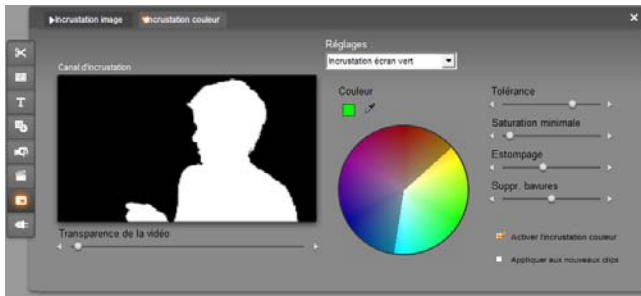 Incrustation image
Incrustation couleur
Réglages :
Incrustation écran vert
Canal d'incrustation
Couleur
Tolérance
Saturation minimale
Estompage
Suppr. bavures
Transparence de la vidéo
Activer l'incrustation couleur
Appliquer aux nouveaux clips
T